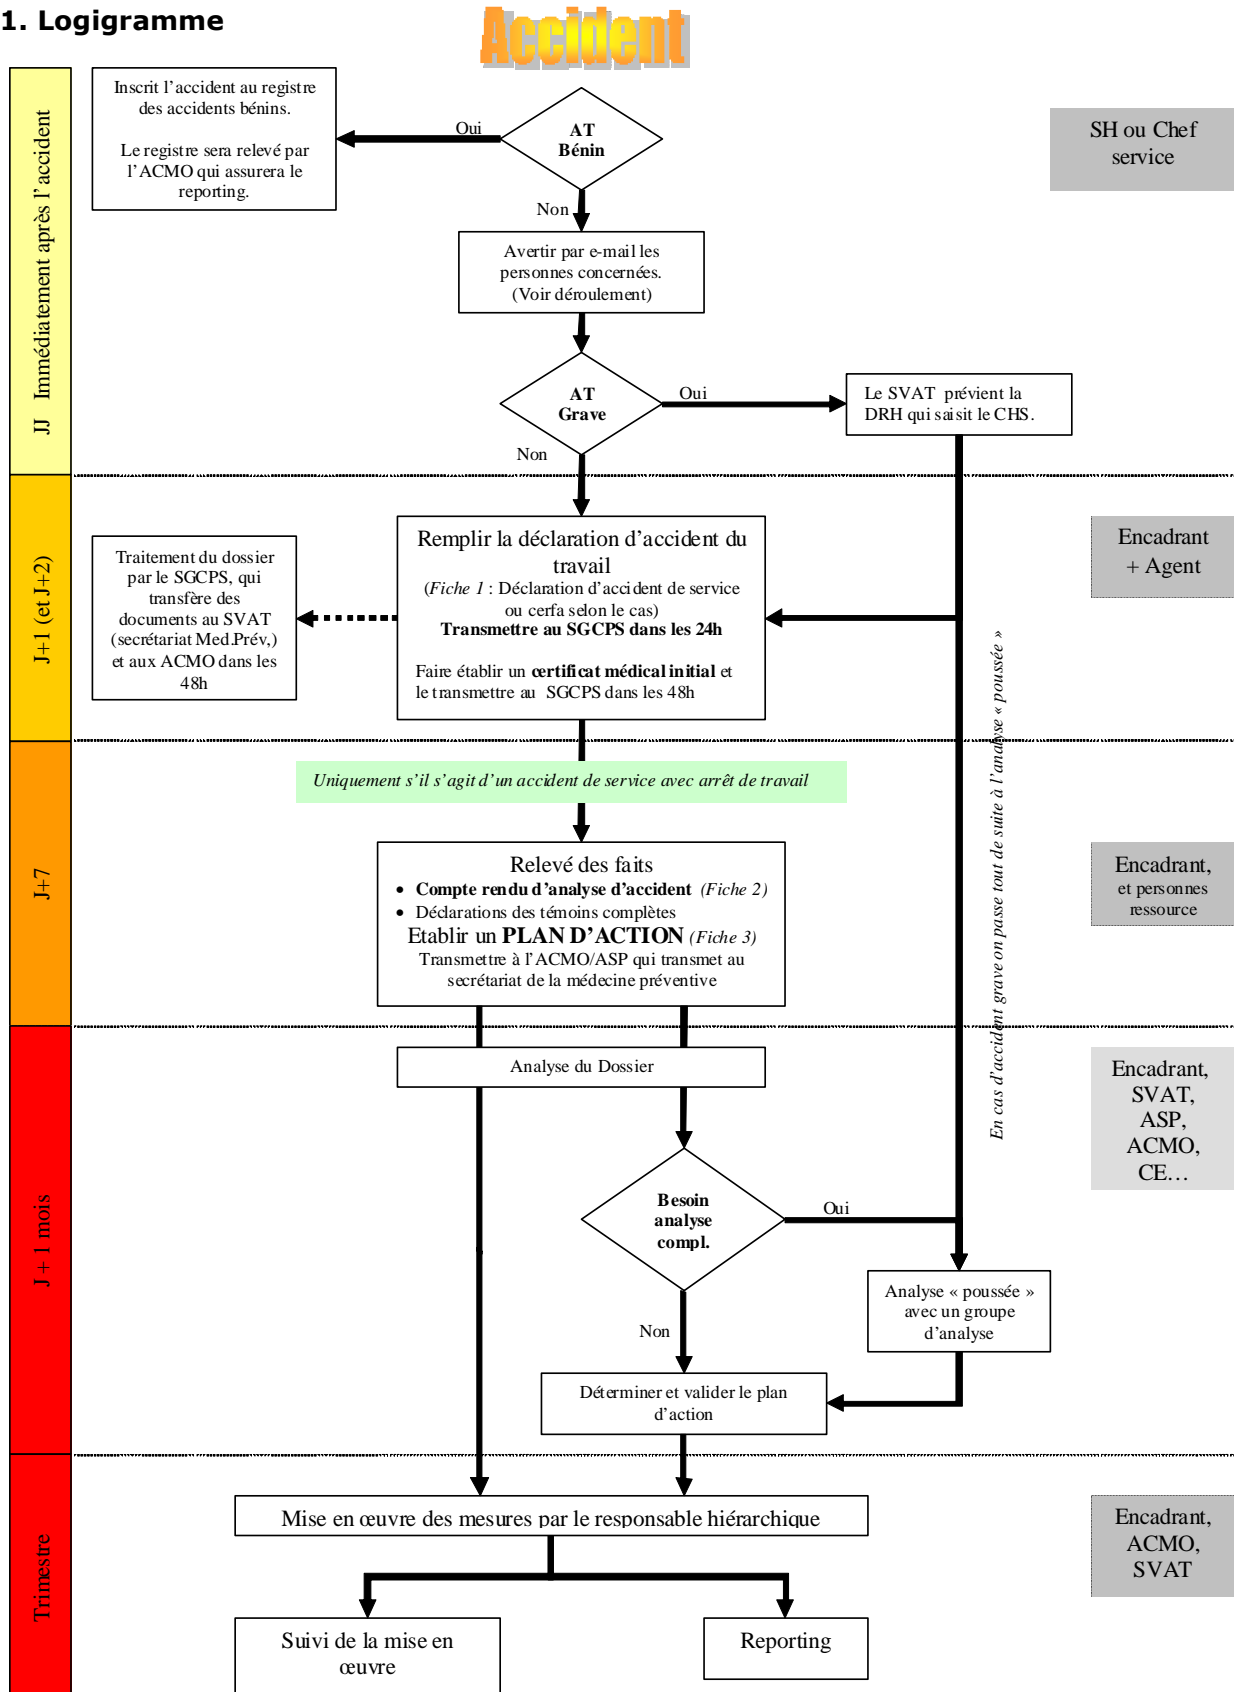 1. Logigramme
Accident
JJ Immédiatement après l'accident
Inscrit l'accident au registre
des accidents bénins.
Le registre sera relevé par
l'ACMO qui assurera le
reporting.
Oui
AT
Bénin
SH ou Chef
service
Non
Avertir par e-mail les
personnes concernées.
(Voir déroulement)
AT
Grave
Oui
Le SVAT prévient la
DRH qui saisit le CHS.
Non
J+1 (et J+2)
Traitement du dossier
par le SGCPS, qui
transfère des
documents au SVAT
(secrétariat Med.Prév,)
et aux ACMO dans les
48h
Remplir la déclaration d'accident du
travail
(Fiche 1 : Déclaration d'accident de service
ou cerfa selon le cas)
Transmettre au SGCPS dans les 24h
Faire établir un certificat médical initial et
le transmettre au SGCPS dans les 48h
Encadrant
+ Agent
En cas d'accident grave on passe tout de suite à l'analyse « poussée »
J+7
Uniquement s'il s'agit d'un accident de service avec arrêt de travail
Relevé des faits
• Compte rendu d'analyse d'accident (Fiche 2)
• Déclarations des témoins complètes
Etablir un PLAN D'ACTION (Fiche 3)
Transmettre à l'ACMO/ASP qui transmet au
secrétariat de la médecine préventive
Encadrant,
et personnes
ressource
J + 1 mois
Analyse du Dossier
Encadrant,
SVAT,
ASP,
ACMO,
CE…
Besoin
analyse
compl.
Oui
Analyse « poussée »
avec un groupe
d'analyse
Non
Déterminer et valider le plan
d'action
Trimestre
Mise en œuvre des mesures par le responsable hiérarchique
Encadrant,
ACMO,
SVAT
Suivi de la mise en
œuvre
Reporting